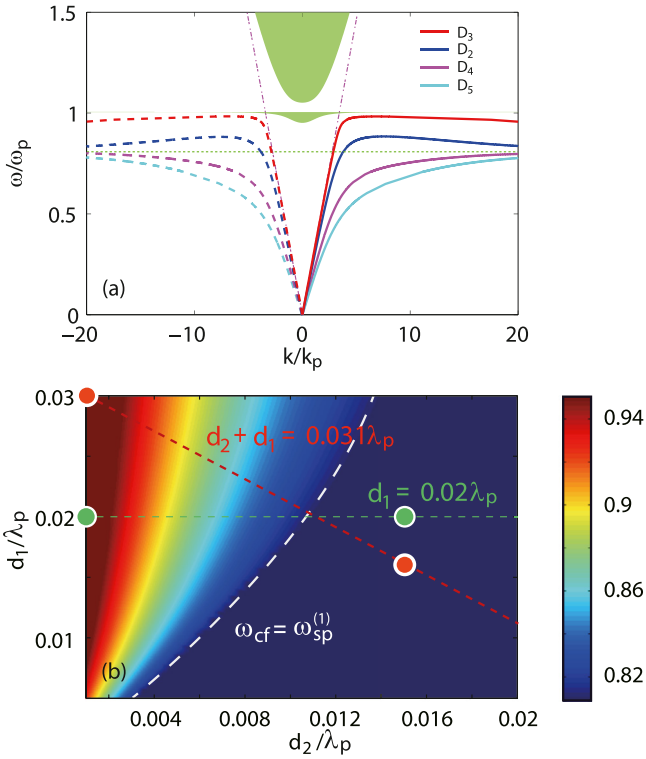 1.5
1
0.5
0
ω/ωₚ
D₃
D₂
D₄
D₅
(a)
−20 −10 0 10 20
k/kₚ
0.03
0.02
0.01
d₁/λₚ
d₂ + d₁ = 0.031λₚ
d₁ = 0.02λₚ
ω_cf = ω_sp^(1)
(b)
0.004 0.008 0.012 0.016 0.02
d₂/λₚ
0.94
0.9
0.86
0.82